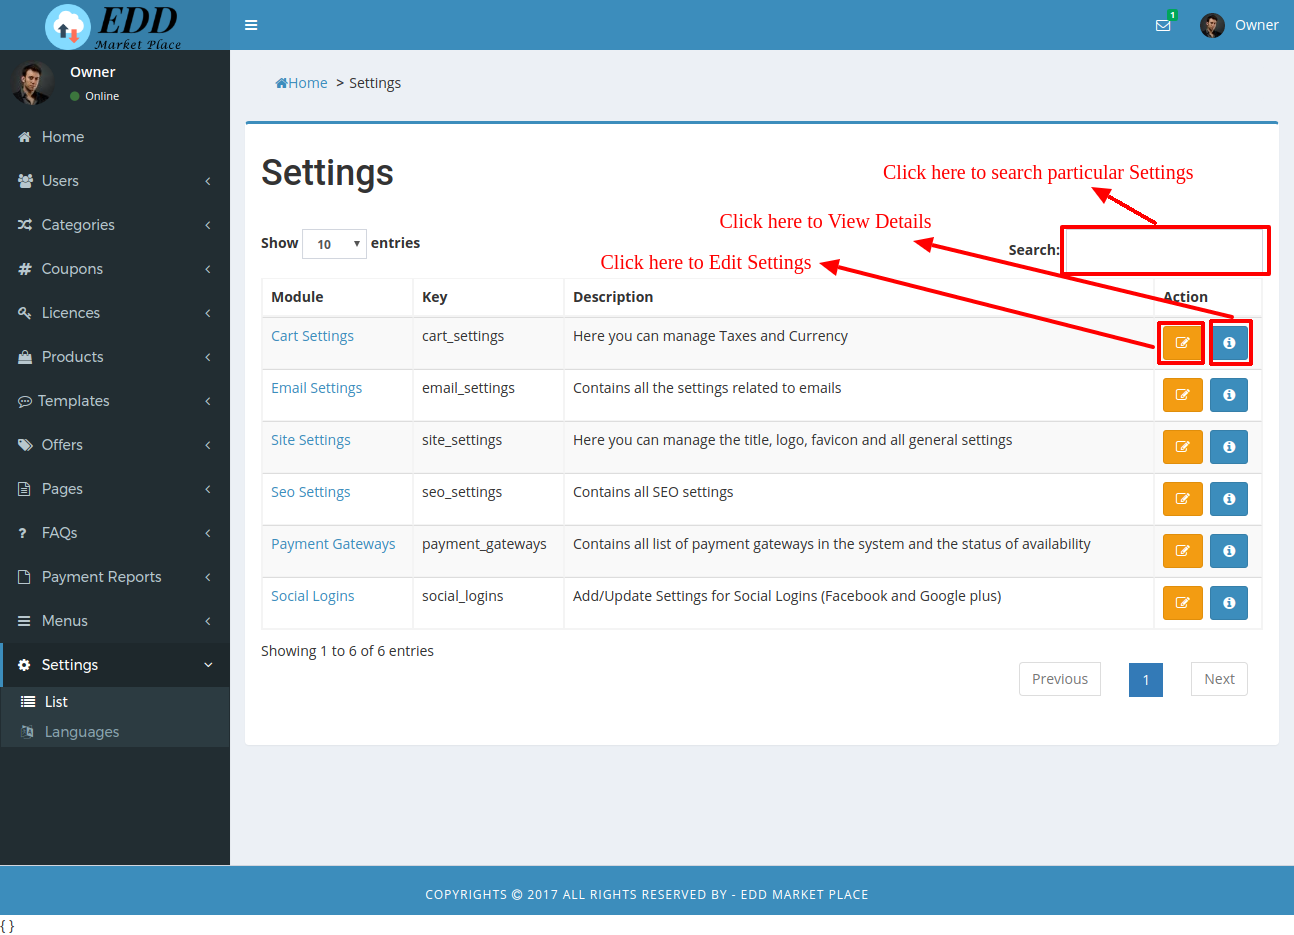 EDD
Market Place
1
Owner
Owner
Online
Home
Users
Categories
Coupons
Licences
Products
Templates
Offers
Pages
FAQs
Payment Reports
Menus
Settings
List
Languages
Home > Settings
Settings
Click here to search particular Settings
Click here to View Details
Click here to Edit Settings
Show 10 entries
Search:
Module Key Description Action
Cart Settings cart_settings Here you can manage Taxes and Currency
Email Settings email_settings Contains all the settings related to emails
Site Settings site_settings Here you can manage the title, logo, favicon and all general settings
Seo Settings seo_settings Contains all SEO settings
Payment Gateways payment_gateways Contains all list of payment gateways in the system and the status of availability
Social Logins social_logins Add/Update Settings for Social Logins (Facebook and Google plus)
Showing 1 to 6 of 6 entries
Previous 1 Next
COPYRIGHTS © 2017 ALL RIGHTS RESERVED BY - EDD MARKET PLACE
{ }